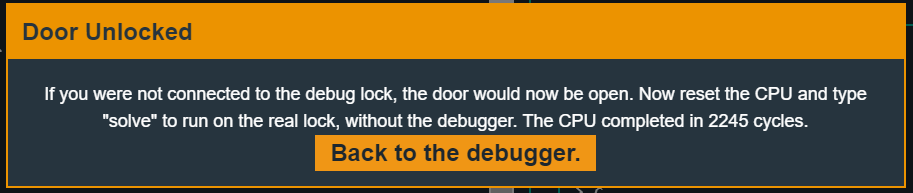 Door Unlocked
If you were not connected to the debug lock, the door would now be open. Now reset the CPU and type
"solve" to run on the real lock, without the debugger. The CPU completed in 2245 cycles.
Back to the debugger.